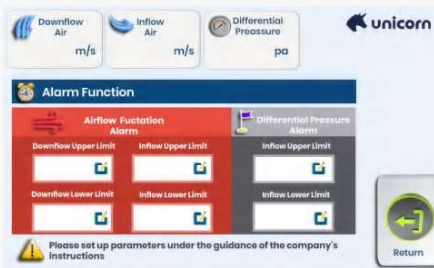 Downflow Air
m/s
Inflow Air
m/s
Differential Preassure
pa
unicorn
Alarm Function
Airflow Fuctation Alarm
Differential Pressure Alarm
Downflow Upper Limit
Inflow Upper Limit
Inflow Upper Limit
Downflow Lower Limit
Inflow Lower Limit
Inflow Lower Limit
Please set up parameters under the guidance of the company's
instructions
Return